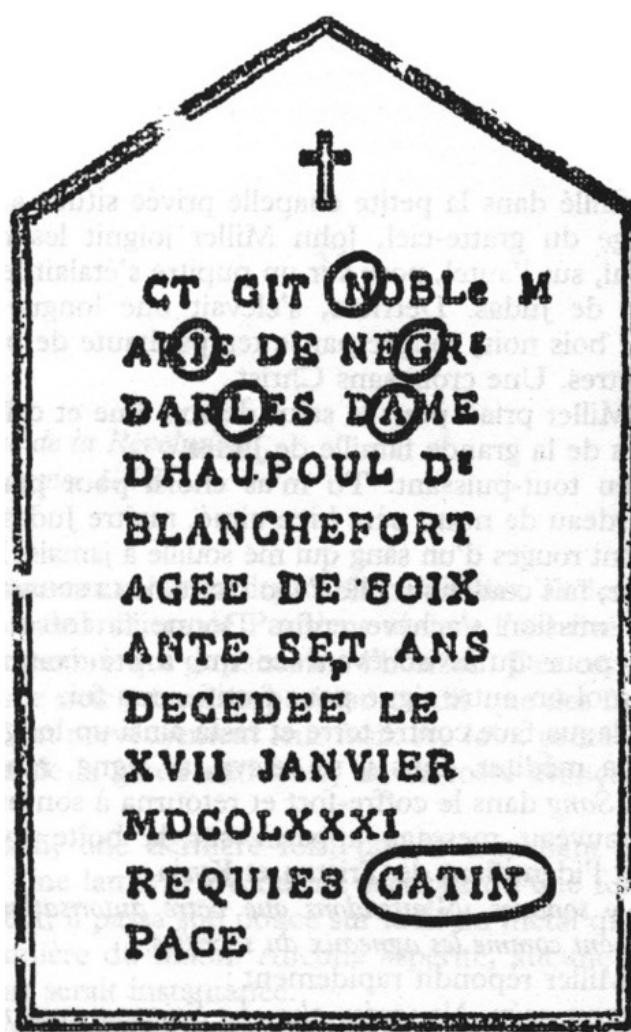 CT GIT NOBLe M
ARIE DE NEGRe
DARLES DAME
DHAUPOUL De
BLANCHEFORT
AGEE DE SOIX
ANTE SEpT ANS
DECEDEE LE
XVII JANVIER
MDCOLXXXI
REQUIES CATIN
PACE